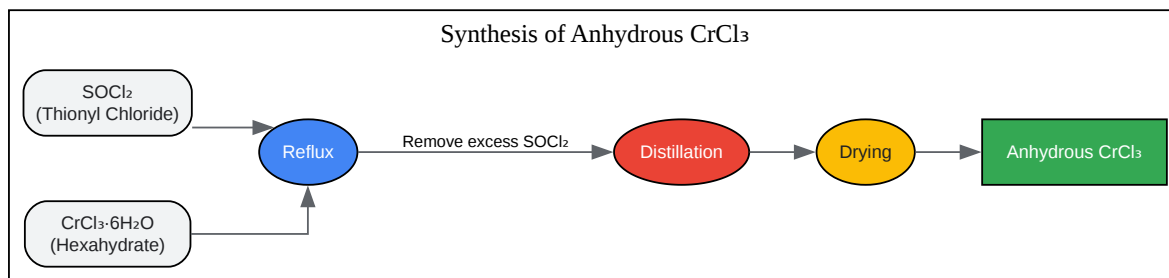 Synthesis of Anhydrous CrCl₃
SOCl₂
(Thionyl Chloride)
Reflux
Remove excess SOCl₂
Distillation
Drying
Anhydrous CrCl₃
CrCl₃·6H₂O
(Hexahydrate)